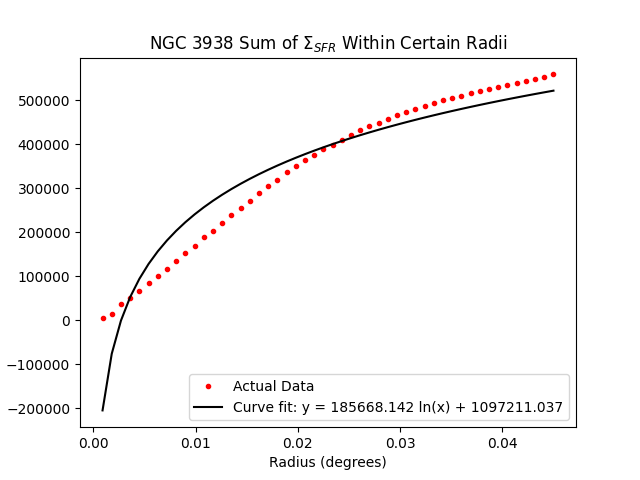 NGC 3938 Sum of Σ_SFR Within Certain Radii
500000
400000
300000
200000
100000
0
−100000
−200000
Actual Data
Curve fit: y = 185668.142 ln(x) + 1097211.037
0.00 0.01 0.02 0.03 0.04
Radius (degrees)